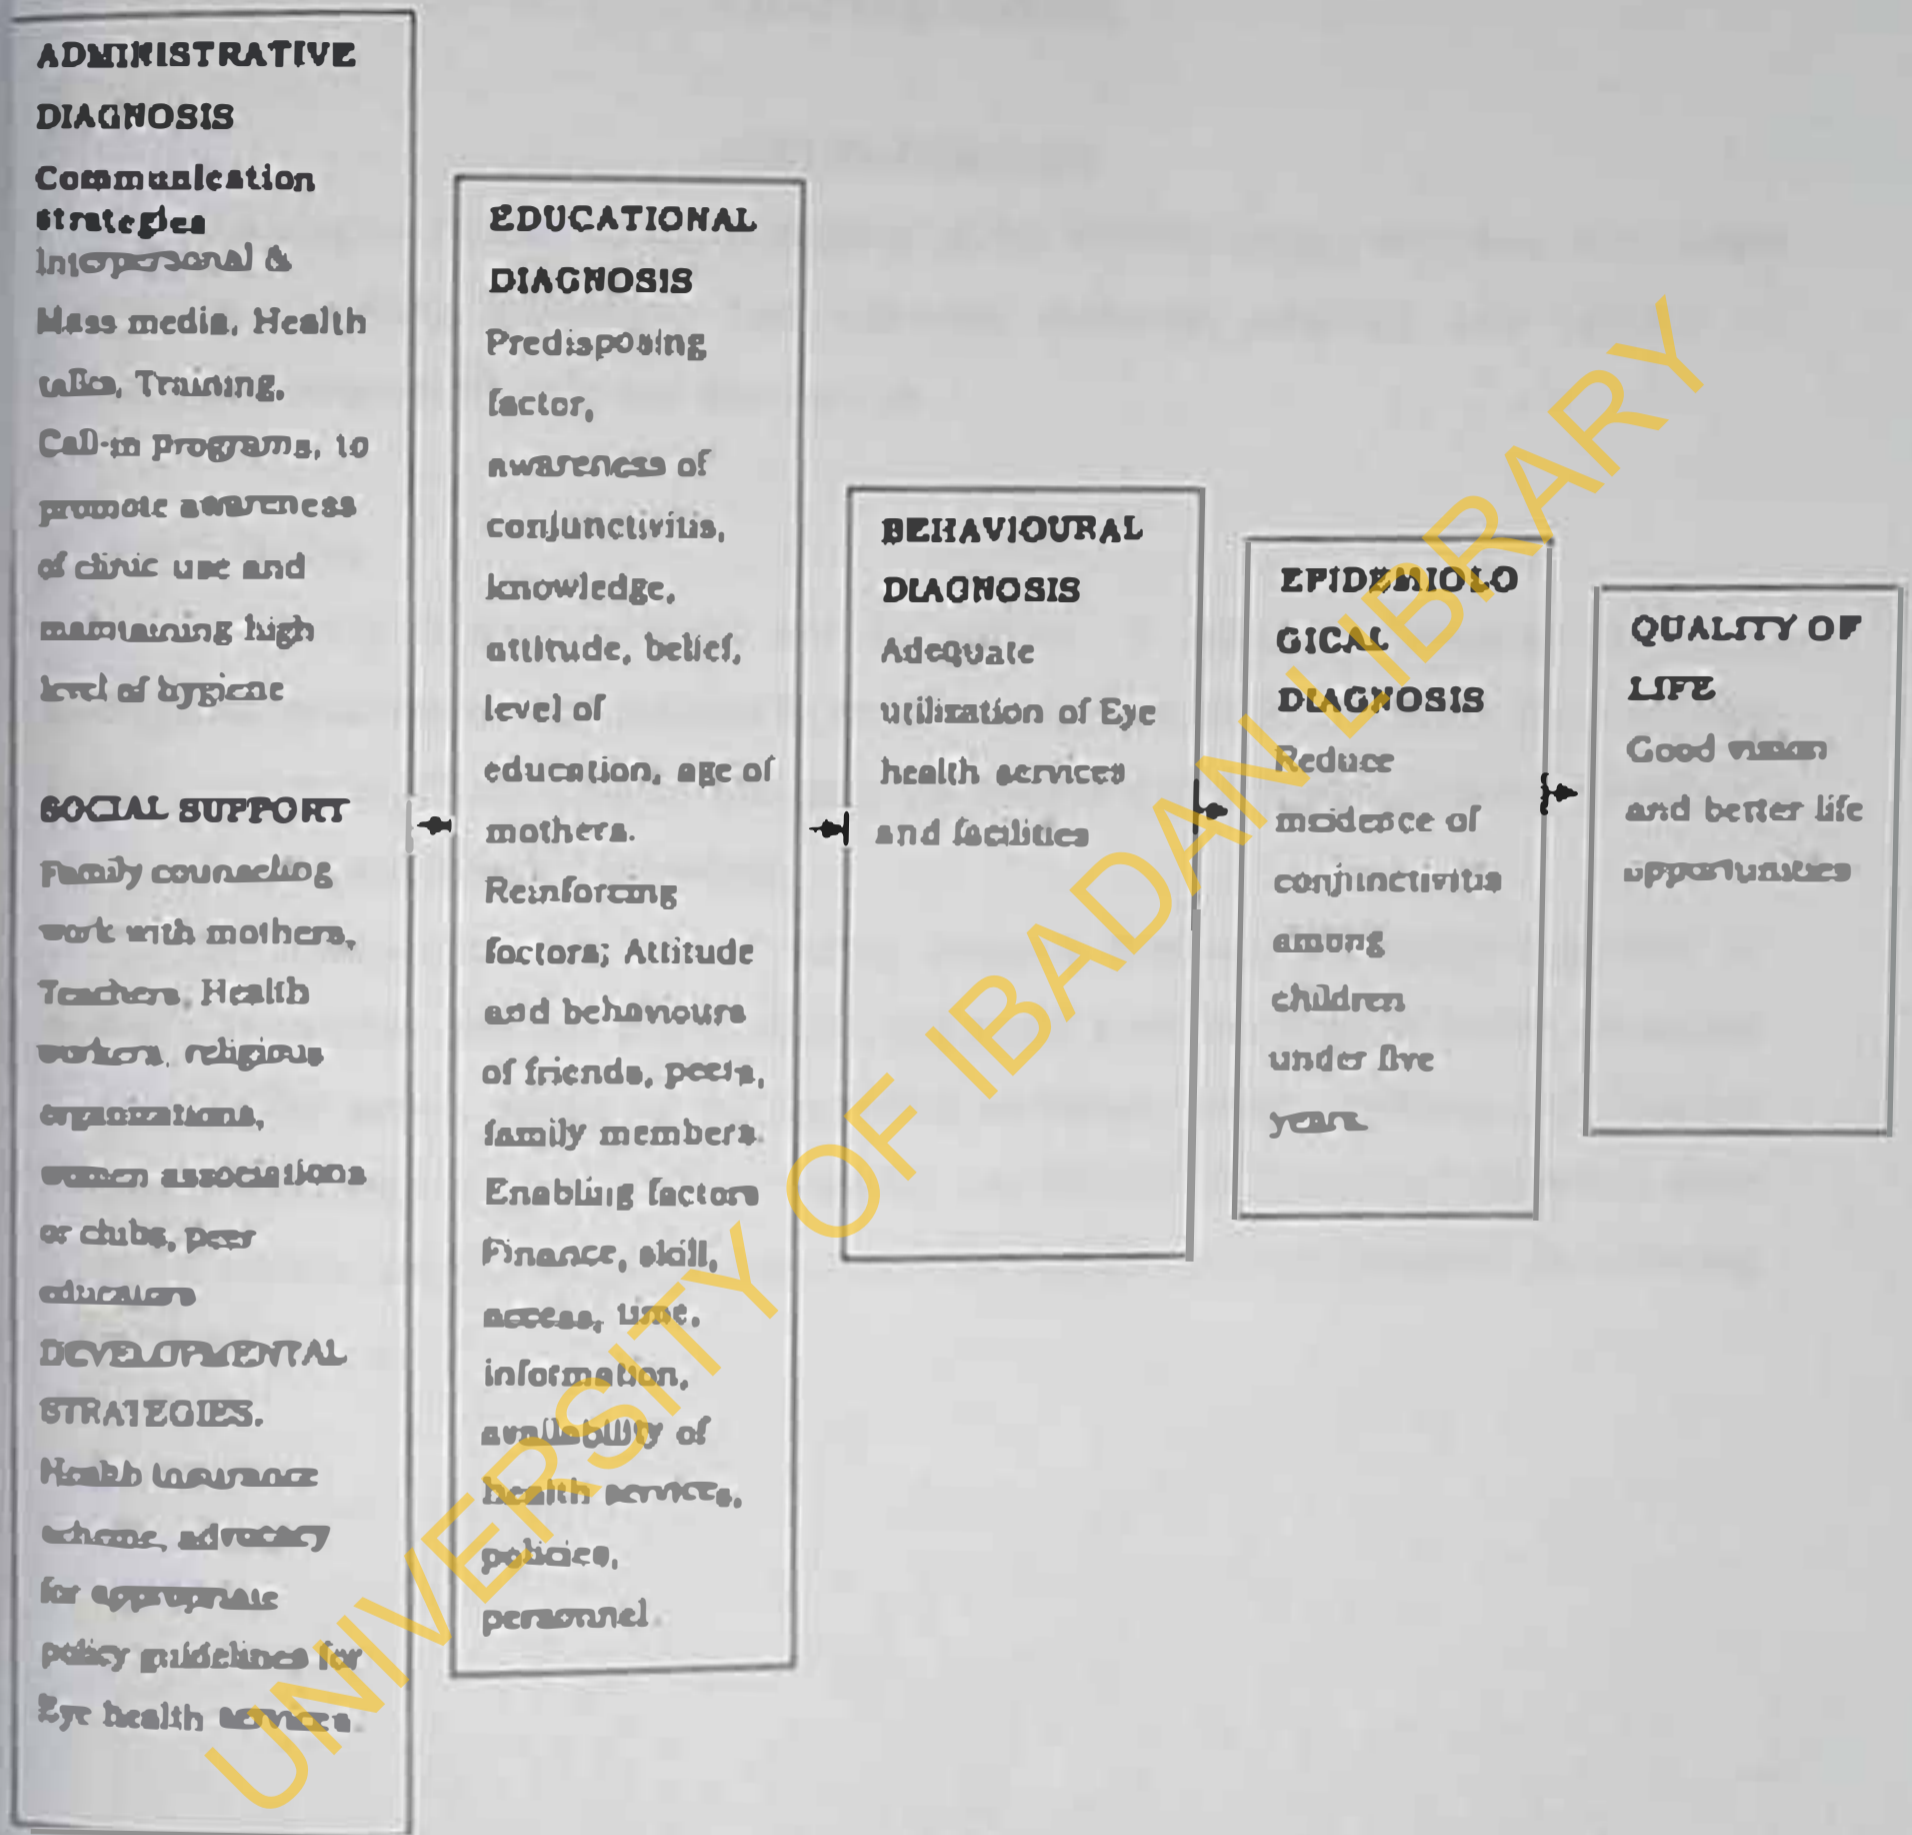 ADMINISTRATIVE
DIAGNOSIS
Communication
strategies
Interpersonal &
Mass media, Health
talks, Training,
Call-in programs, to
promote awareness
of clinic use and
maintaining high
level of hygiene
SOCIAL SUPPORT
Family counseling
work with mothers,
Teachers, Health
workers, religious
organizations,
women associations
or clubs, peer
educators
DEVELOPMENTAL
STRATEGIES.
Health Insurance
scheme, advocacy
for appropriate
policy guidelines for
Eye health services.
EDUCATIONAL
DIAGNOSIS
Predisposing
factor,
awareness of
conjunctivitis,
knowledge,
attitude, belief,
level of
education, age of
mothers.
Reinforcing
factors; Attitude
and behaviours
of friends, peers,
family members.
Enabling factors
Finance, skill,
access, time,
information,
availability of
health services,
policies,
personnel.
BEHAVIOURAL
DIAGNOSIS
Adequate
utilization of Eye
health services
and facilities
EPIDEMIOLO
GICAL
DIAGNOSIS
Reduce
incidence of
conjunctivitis
among
children
under five
years
QUALITY OF
LIFE
Good vision
and better life
opportunities
UNIVERSITY OF IBADAN LIBRARY